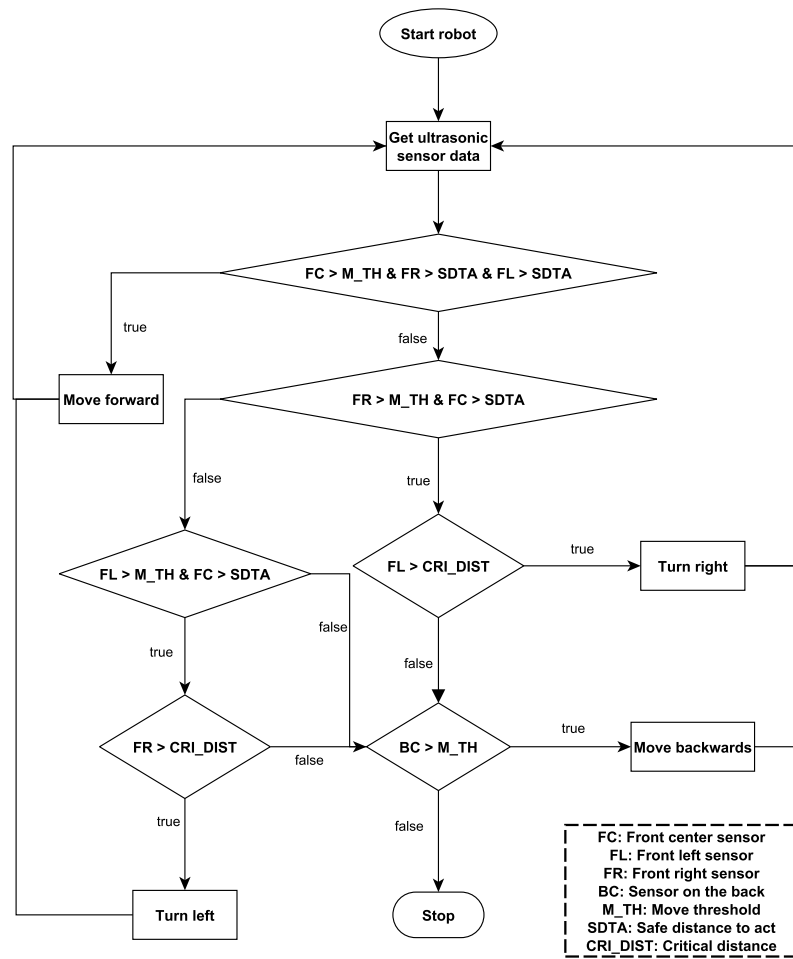 Start robot
Get ultrasonic
sensor data
FC > M_TH & FR > SDTA & FL > SDTA
true
false
Move forward
FR > M_TH & FC > SDTA
false
true
FL > M_TH & FC > SDTA
FL > CRI_DIST
true
Turn right
false
true
false
FR > CRI_DIST
false
BC > M_TH
true
Move backwards
true
false
Turn left
Stop
FC: Front center sensor
FL: Front left sensor
FR: Front right sensor
BC: Sensor on the back
M_TH: Move threshold
SDTA: Safe distance to act
CRI_DIST: Critical distance